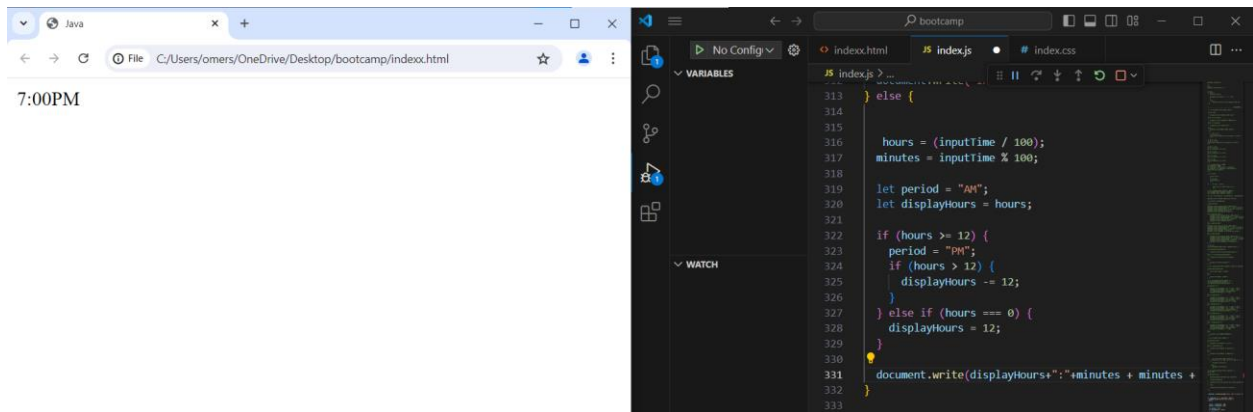 Java
File C:/Users/omers/OneDrive/Desktop/bootcamp/indexx.html
7:00PM
bootcamp
No Config
indexx.html JS index.js # index.css
VARIABLES
JS index.js > ...
313 } else {
314
315
316 hours = (inputTime / 100);
317 minutes = inputTime % 100;
318
319 let period = "AM";
320 let displayHours = hours;
321
322 if (hours >= 12) {
323 period = "PM";
324 if (hours > 12) {
325 displayHours -= 12;
326 }
327 } else if (hours === 0) {
328 displayHours = 12;
329 }
330
331 document.write(displayHours+":"+minutes + minutes +
332 }
333
WATCH